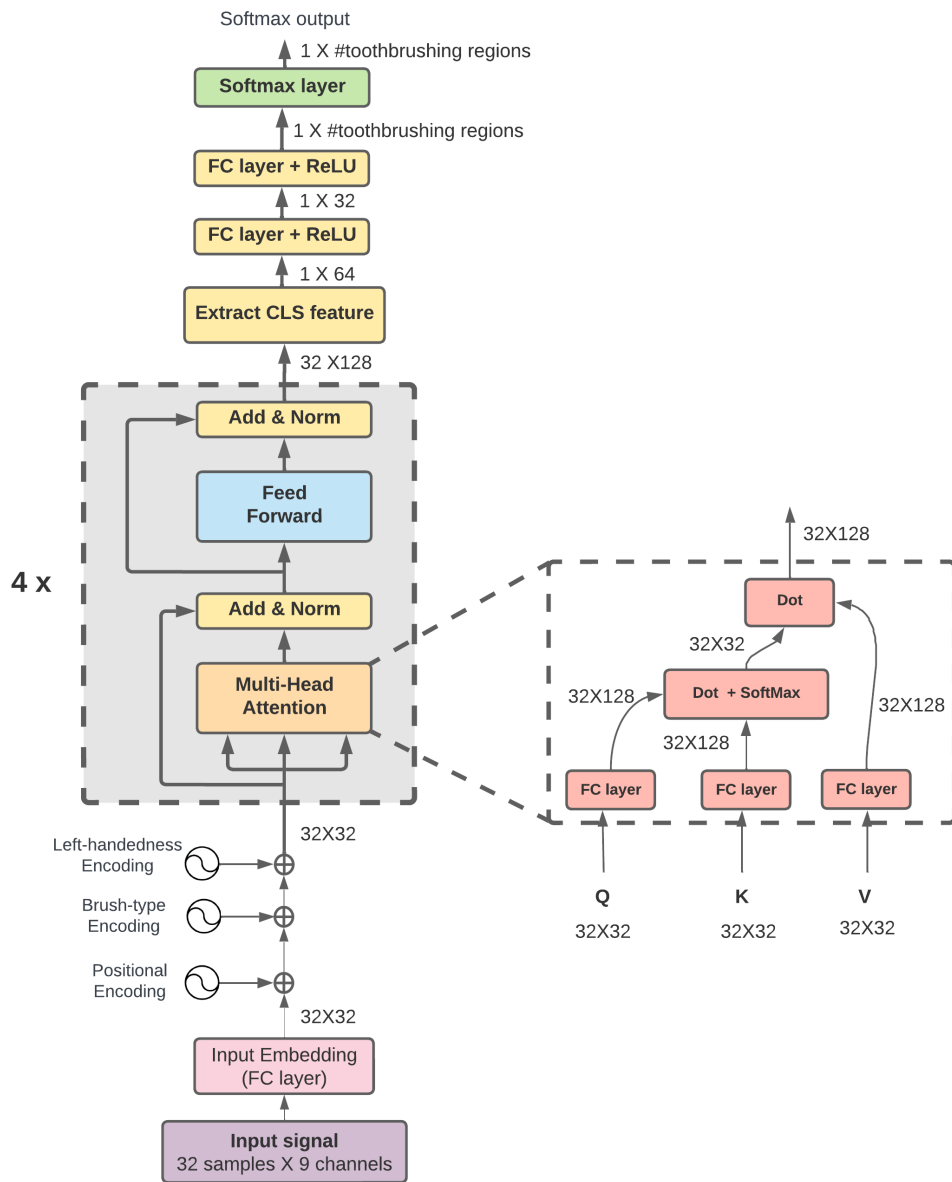 Softmax output
1 X #toothbrushing regions
Softmax layer
1 X #toothbrushing regions
FC layer + ReLU
1 X 32
FC layer + ReLU
1 X 64
Extract CLS feature
32 X128
Add & Norm
Feed
Forward
4 x
Add & Norm
Multi-Head
Attention
32X32
Left-handedness
Encoding
Brush-type
Encoding
Positional
Encoding
32X32
Input Embedding
(FC layer)
Input signal
32 samples X 9 channels
32X128
Dot
32X32
32X128
Dot + SoftMax
32X128
32X128
FC layer
FC layer
FC layer
Q
K
V
32X32
32X32
32X32